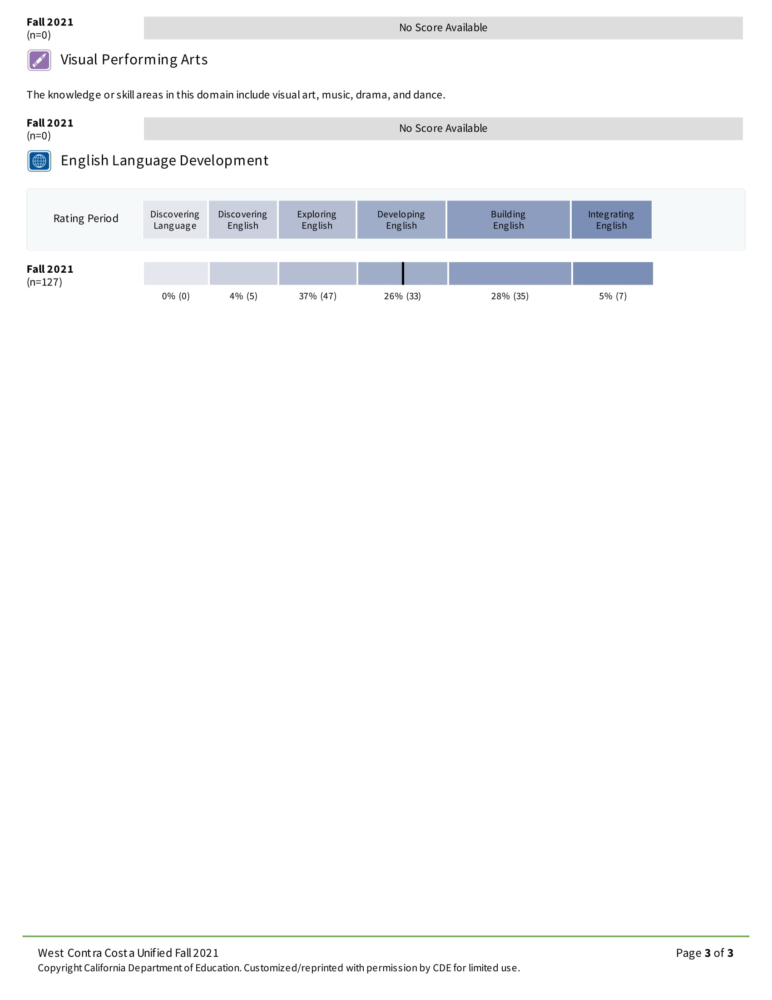 Fall 2021
(n=0)
No Score Available
Visual Performing Arts
The knowledge or skill areas in this domain include visual art, music, drama, and dance.
Fall 2021
(n=0)
No Score Available
English Language Development
Rating Period
Discovering
Language
Discovering
English
Exploring
English
Developing
English
Building
English
Integrating
English
Fall 2021
(n=127)
0% (0)
4% (5)
37% (47)
26% (33)
28% (35)
5% (7)
West Contra Costa Unified Fall 2021
Page 3 of 3
Copyright California Department of Education. Customized/reprinted with permission by CDE for limited use.